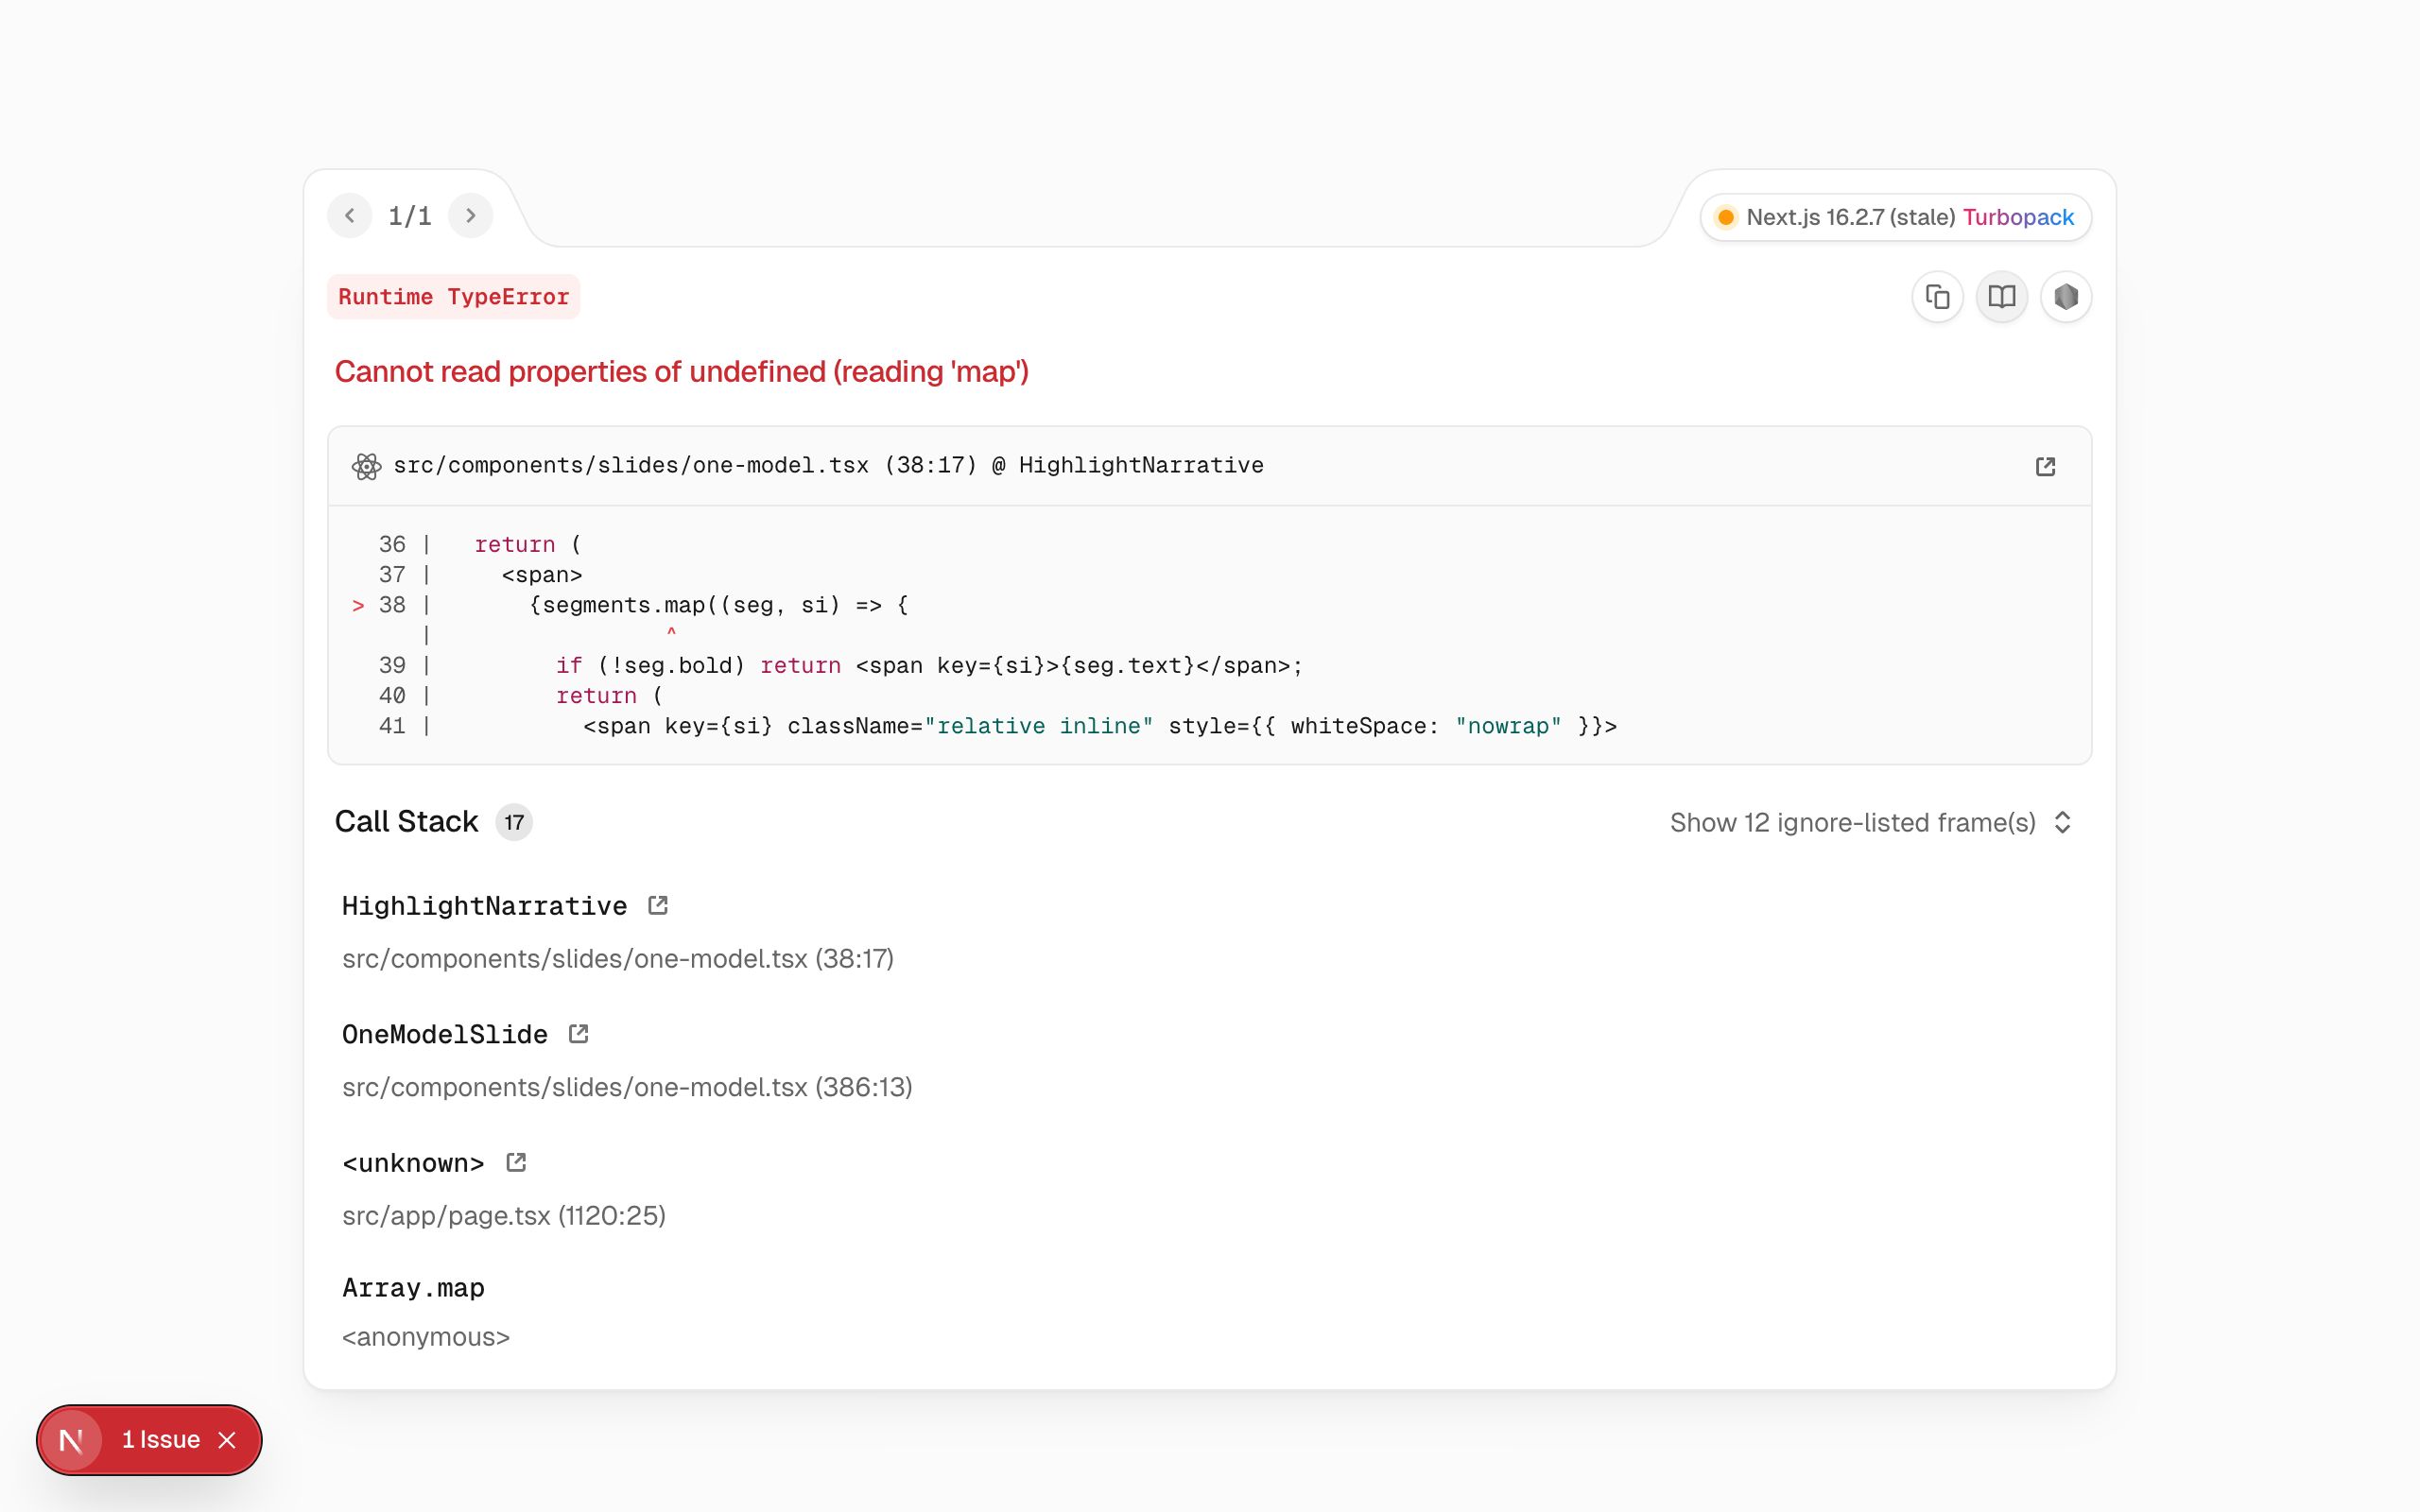 1/1
Next.js 16.2.7 (stale) Turbopack
Runtime TypeError
Cannot read properties of undefined (reading 'map')
src/components/slides/one-model.tsx (38:17) @ HighlightNarrative
36 |   return (
37 |     <span>
> 38 |       {segments.map((seg, si) => {
|                 ^
39 |         if (!seg.bold) return <span key={si}>{seg.text}</span>;
40 |         return (
41 |           <span key={si} className="relative inline" style={{ whiteSpace: "nowrap" }}>
Call Stack 17
Show 12 ignore-listed frame(s)
HighlightNarrative
src/components/slides/one-model.tsx (38:17)
OneModelSlide
src/components/slides/one-model.tsx (386:13)
<unknown>
src/app/page.tsx (1120:25)
Array.map
<anonymous>
N 1 Issue